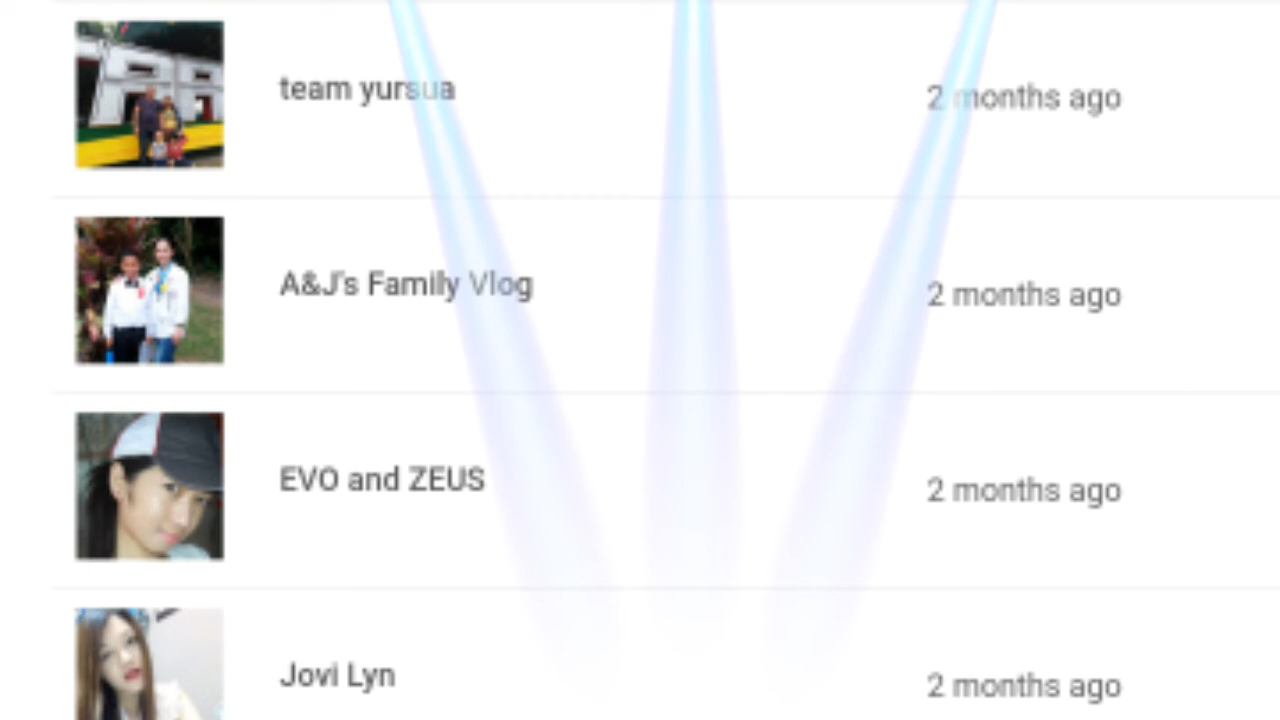 team yursua
2 months ago
A&J's Family Vlog
2 months ago
EVO and ZEUS
2 months ago
Jovi Lyn
2 months ago